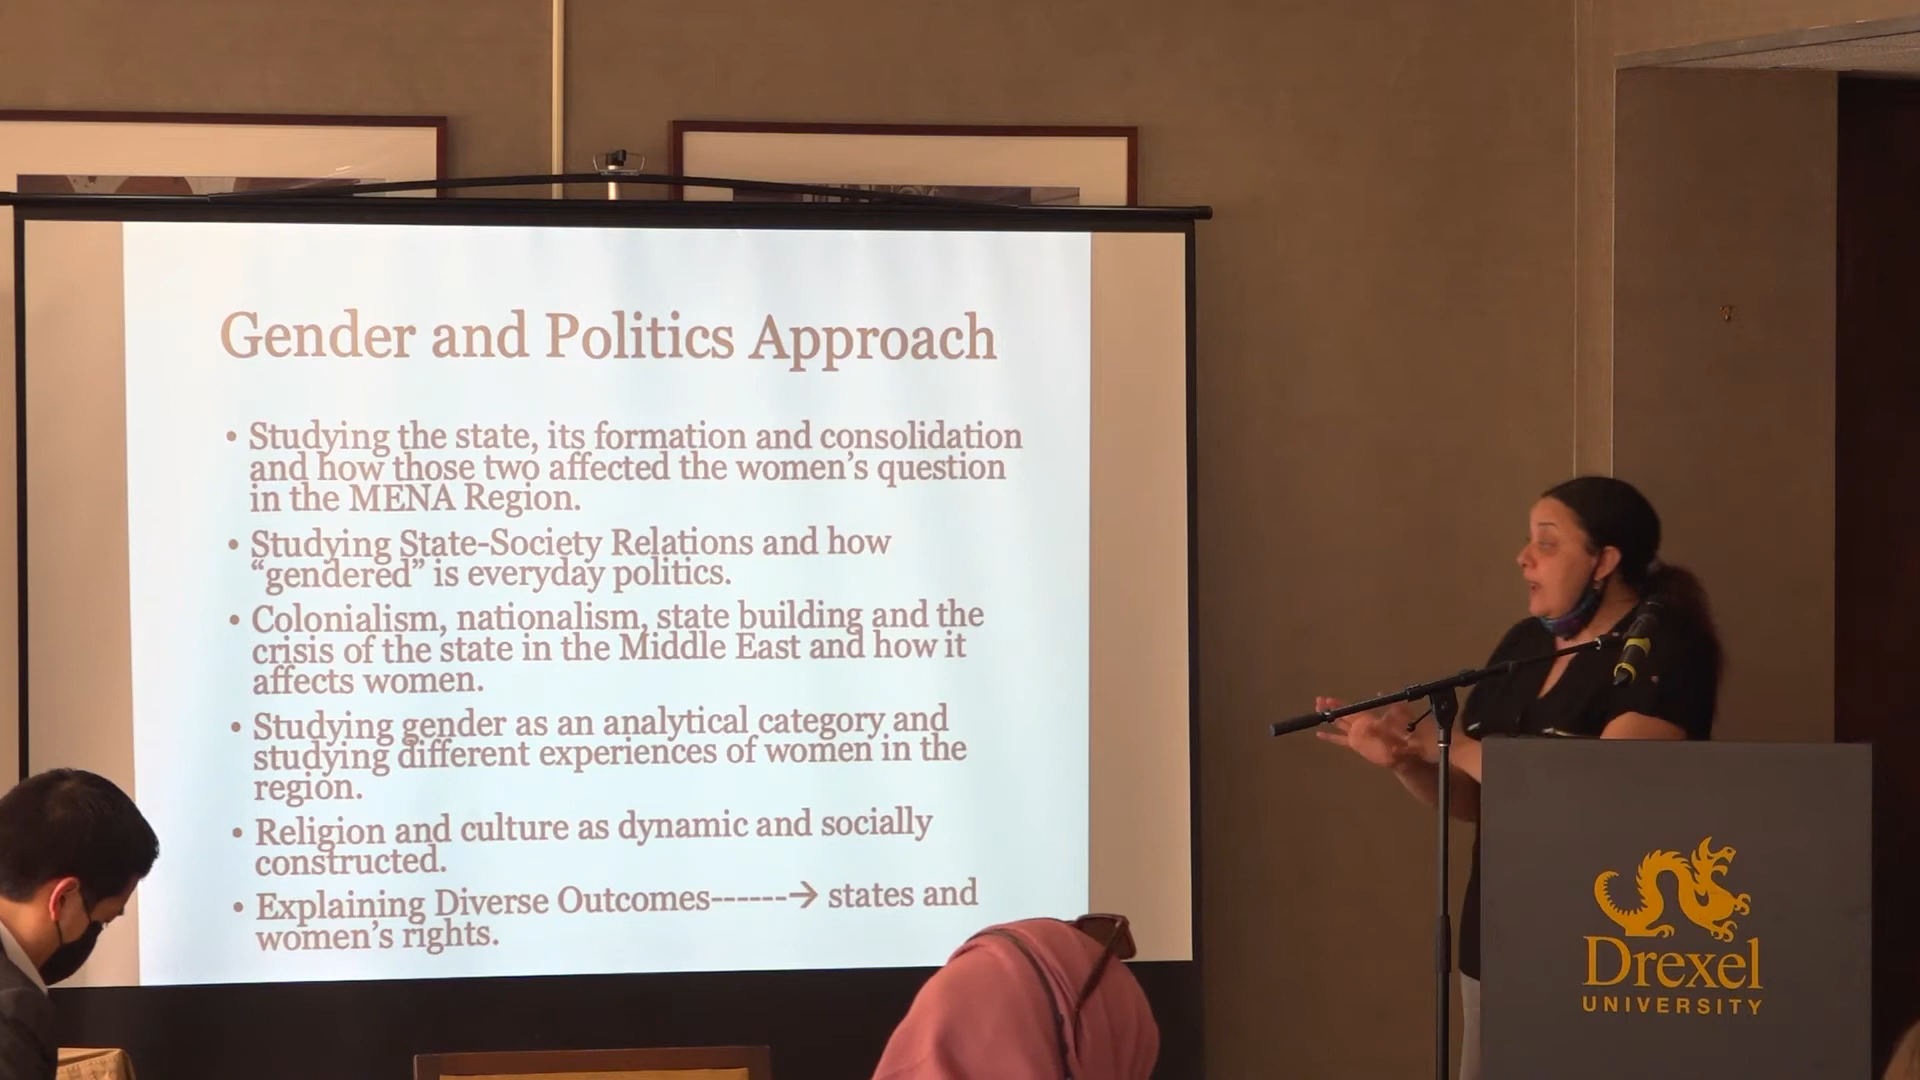 Gender and Politics Approach
• Studying the state, its formation and consolidation
and how those two affected the women's question
in the MENA Region.
• Studying State-Society Relations and how
“gendered” is everyday politics.
• Colonialism, nationalism, state building and the
crisis of the state in the Middle East and how it
affects women.
• Studying gender as an analytical category and
studying different experiences of women in the
region.
• Religion and culture as dynamic and socially
constructed.
• Explaining Diverse Outcomes------→ states and
women's rights.
Drexel
UNIVERSITY